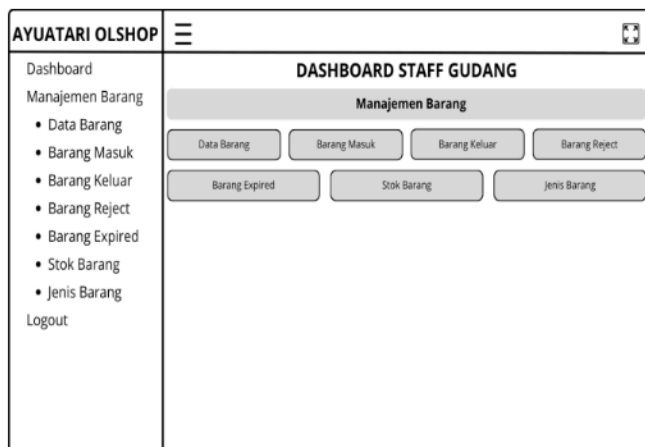 AYUATARI OLSHOP
Dashboard
Manajemen Barang
• Data Barang
• Barang Masuk
• Barang Keluar
• Barang Reject
• Barang Expired
• Stok Barang
• Jenis Barang
Logout
DASHBOARD STAFF GUDANG
Manajemen Barang
Data Barang Barang Masuk Barang Keluar Barang Reject
Barang Expired Stok Barang Jenis Barang